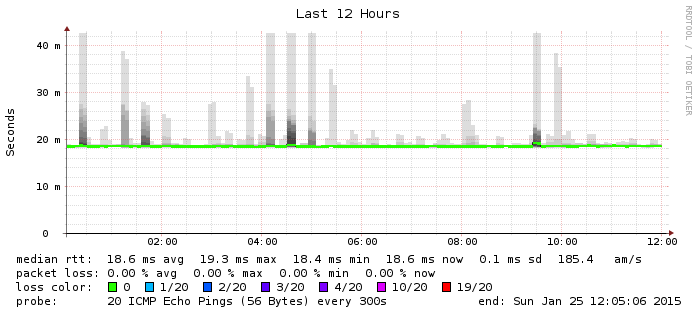 Last 12 Hours
RRDTOOL / TOBI OETIKER
Seconds
40 m
30 m
20 m
10 m
0
02:00 04:00 06:00 08:00 10:00 12:00
median rtt: 18.6 ms avg 19.3 ms max 18.4 ms min 18.6 ms now 0.1 ms sd 185.4 am/s
packet loss: 0.00 % avg 0.00 % max 0.00 % min 0.00 % now
loss color: 0 1/20 2/20 3/20 4/20 10/20 19/20
probe: 20 ICMP Echo Pings (56 Bytes) every 300s end: Sun Jan 25 12:05:06 2015